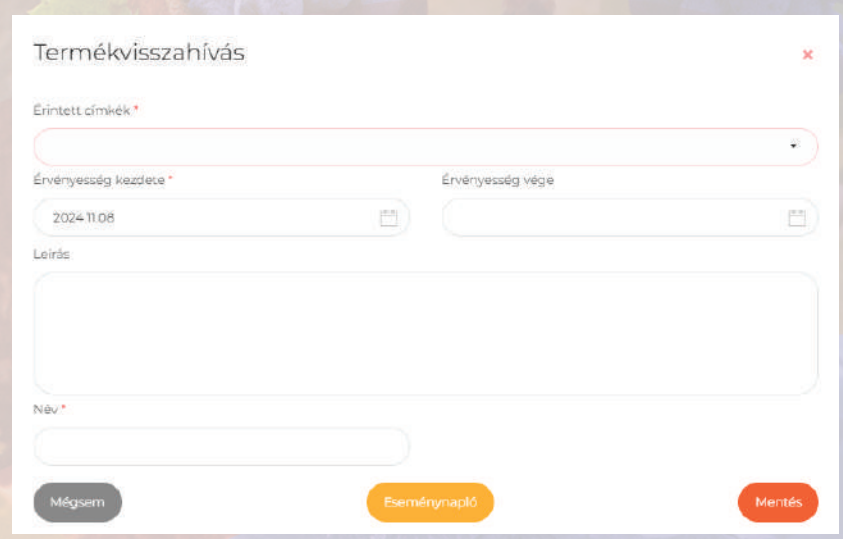 Termékvisszahívás
Érintett címkék *
Érvényesség kezdete *
Érvényesség vége
2024.11.08
Leírás
Név *
Mégsem
Eseménynapló
Mentés